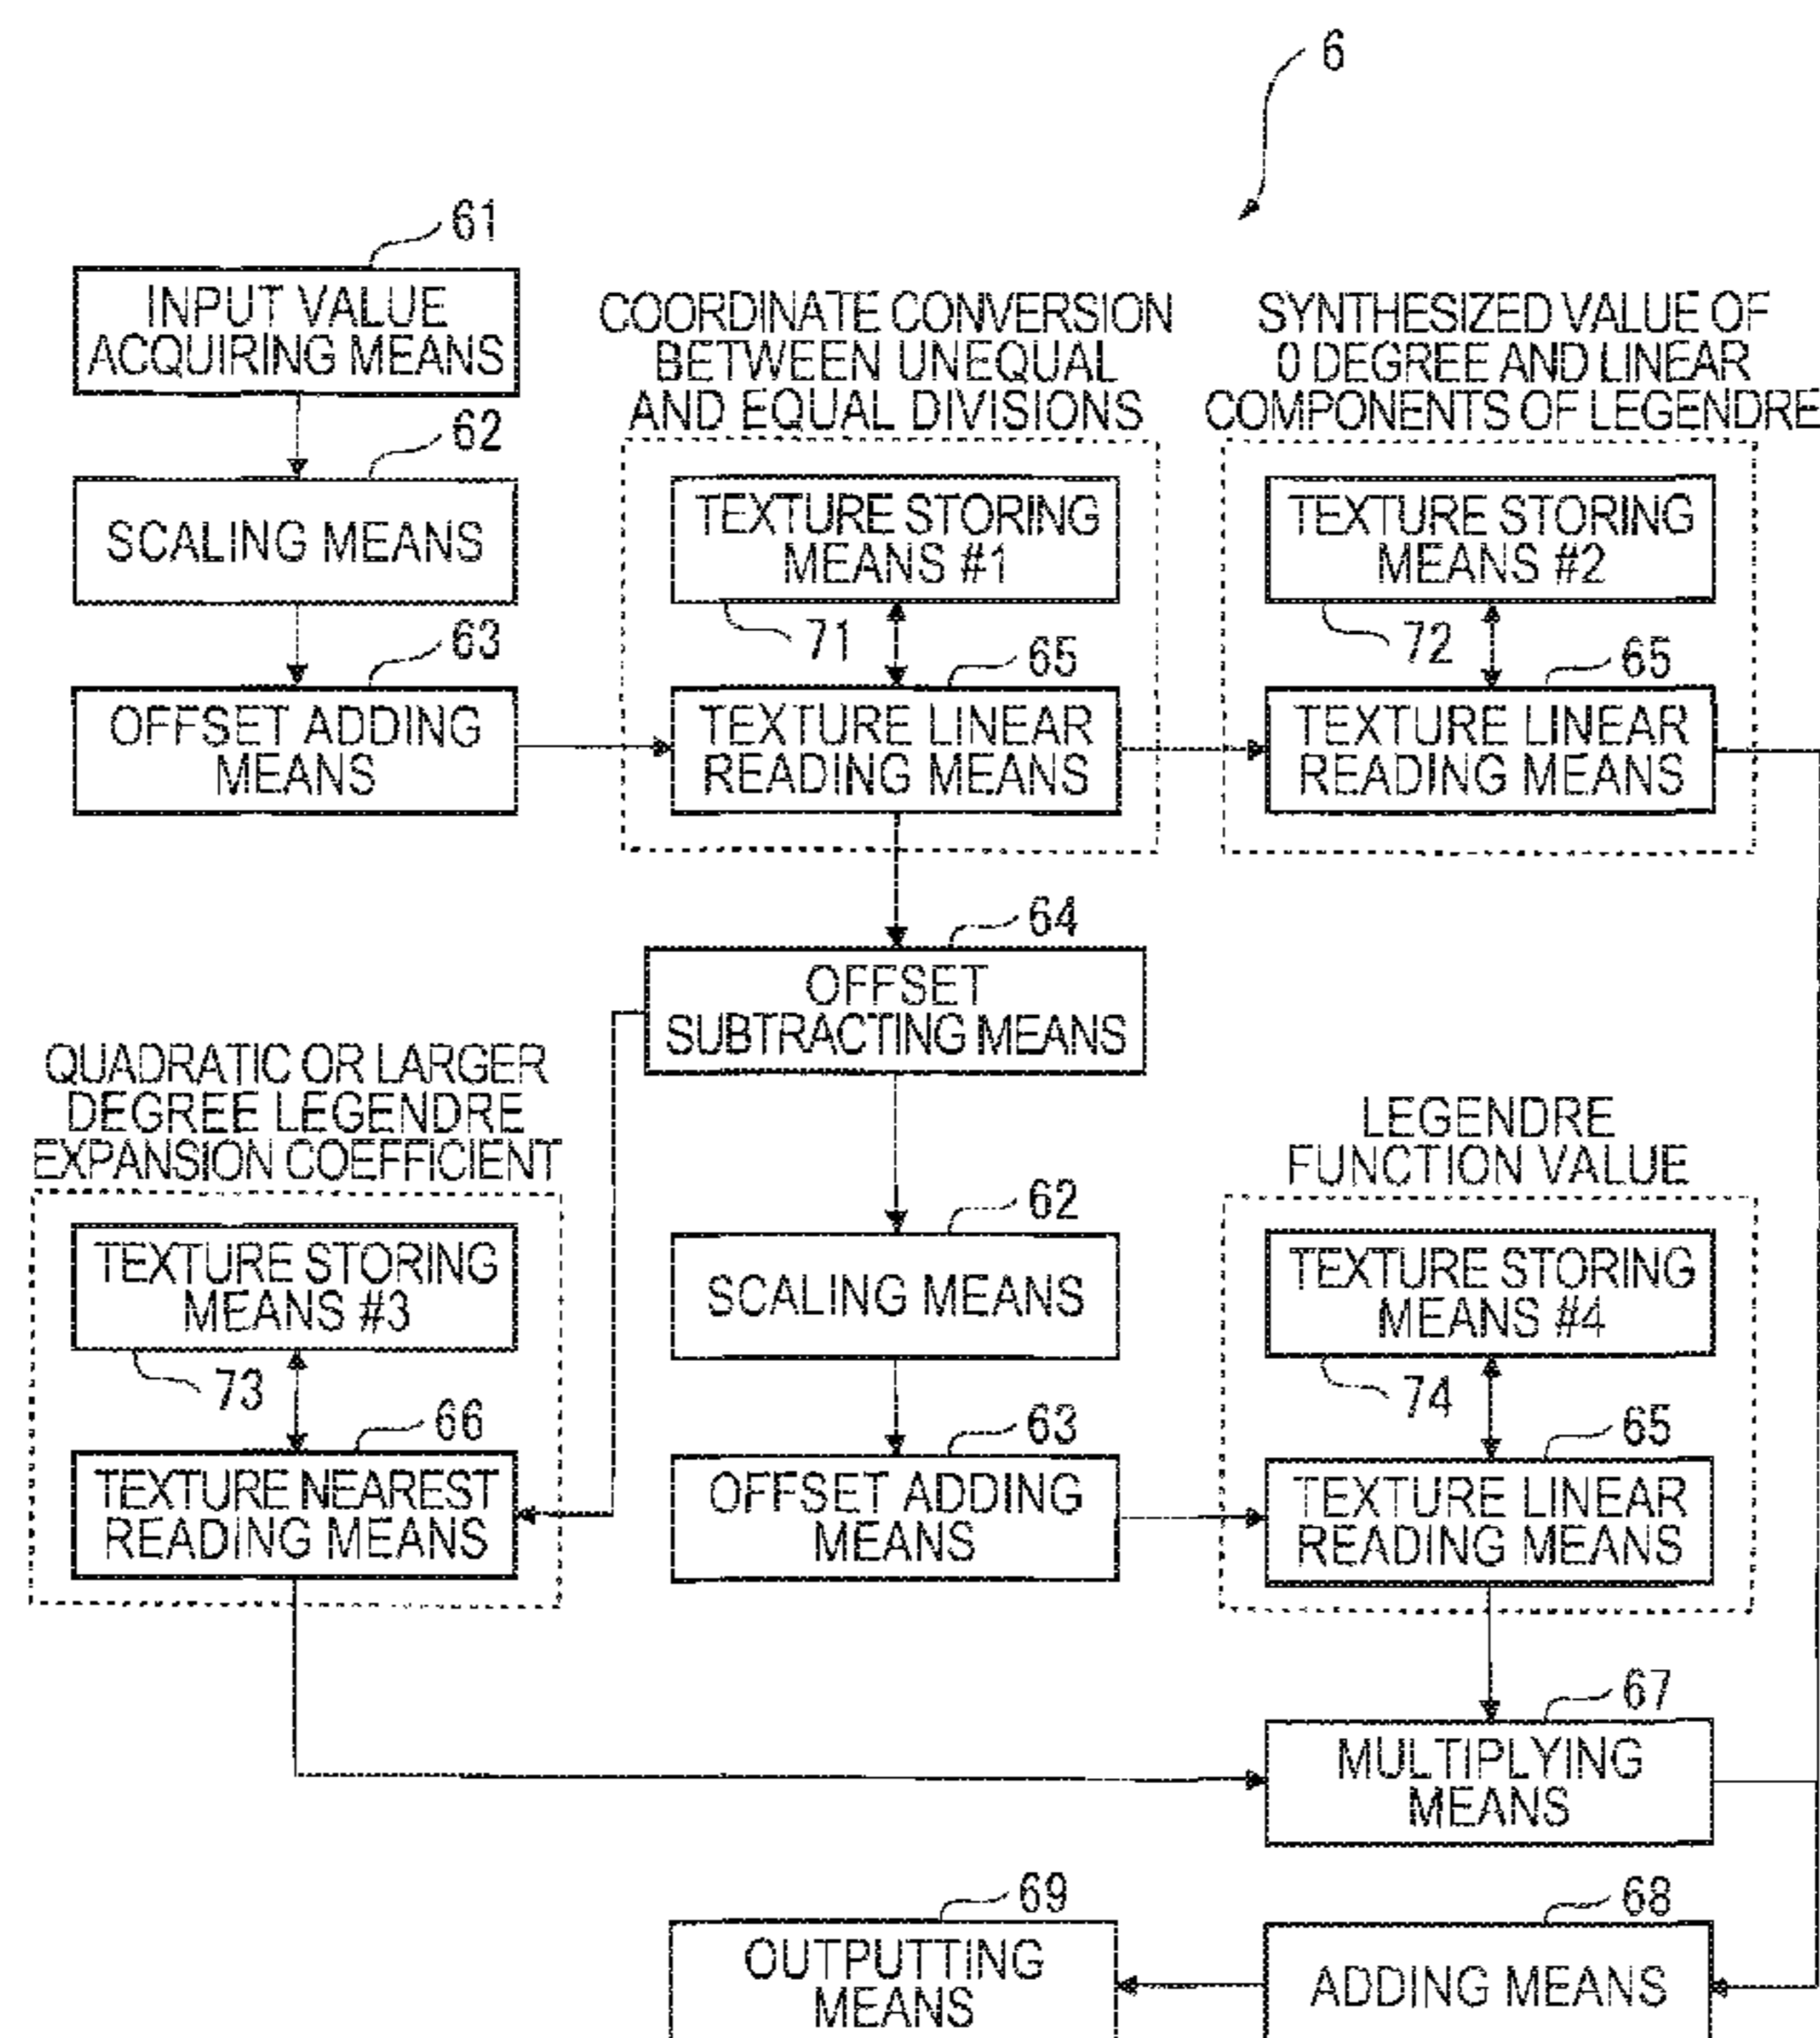 6
61
INPUT VALUE
ACQUIRING MEANS
62
SCALING MEANS
63
OFFSET ADDING
MEANS
COORDINATE CONVERSION
BETWEEN UNEQUAL
AND EQUAL DIVISIONS
TEXTURE STORING
MEANS #1
71
65
TEXTURE LINEAR
READING MEANS
SYNTHESIZED VALUE OF
0 DEGREE AND LINEAR
COMPONENTS OF LEGENDRE
TEXTURE STORING
MEANS #2
72
65
TEXTURE LINEAR
READING MEANS
64
OFFSET
SUBTRACTING MEANS
QUADRATIC OR LARGER
DEGREE LEGENDRE
EXPANSION COEFFICIENT
TEXTURE STORING
MEANS #3
73
66
TEXTURE NEAREST
READING MEANS
62
SCALING MEANS
63
OFFSET ADDING
MEANS
LEGENDRE
FUNCTION VALUE
TEXTURE STORING
MEANS #4
74
65
TEXTURE LINEAR
READING MEANS
67
MULTIPLYING
MEANS
69
OUTPUTTING
MEANS
68
ADDING MEANS